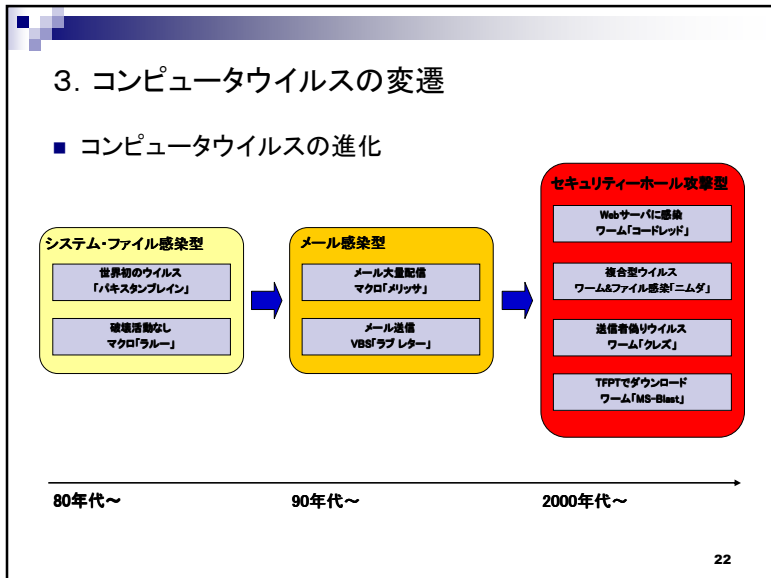 3. コンピュータウイルスの変遷
■ コンピュータウイルスの進化
システム・ファイル感染型
世界初のウイルス
「パキスタンブレイン」
破壊活動なし
マクロ「ラルー」
メール感染型
メール大量配信
マクロ「メリッサ」
メール送信
VBS「ラブ レター」
セキュリティーホール攻撃型
Webサーバに感染
ワーム「コードレッド」
複合型ウイルス
ワーム&ファイル感染「ニムダ」
送信者偽りウイルス
ワーム「クレズ」
TFPTでダウンロード
ワーム「MS-Blast」
80年代～
90年代～
2000年代～
22